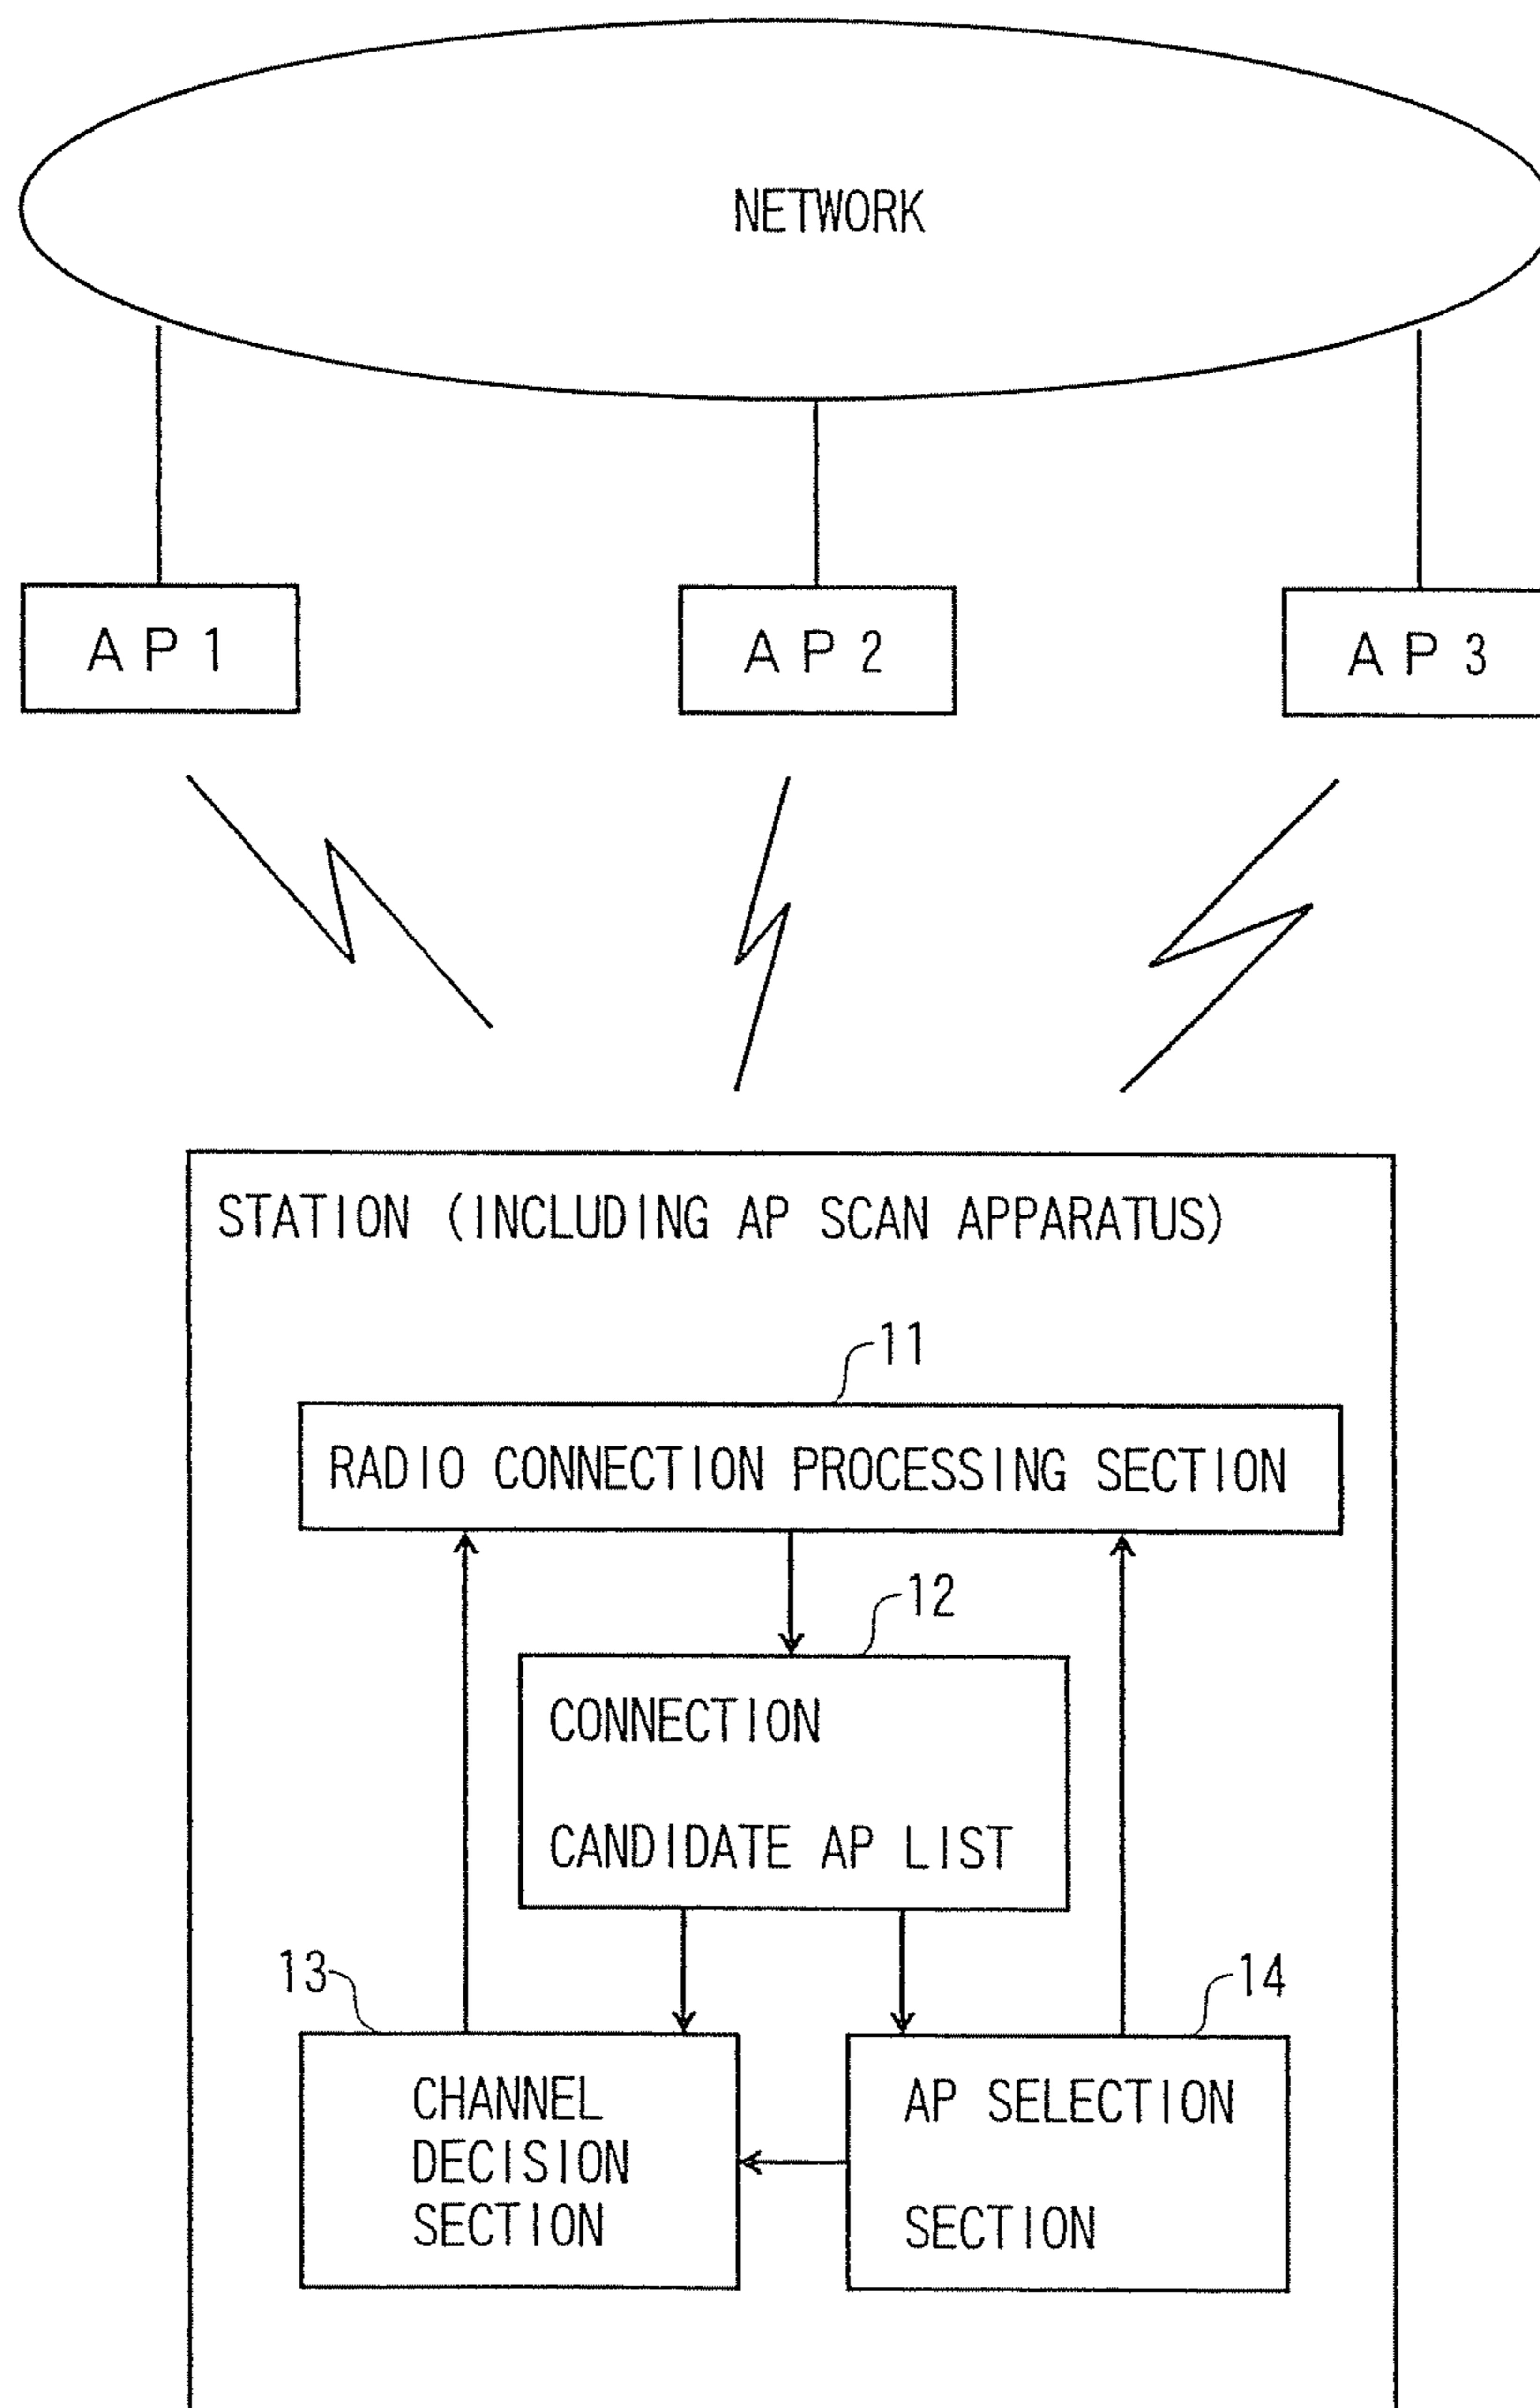 NETWORK
AP1
AP2
AP3
STATION (INCLUDING AP SCAN APPARATUS)
11
RADIO CONNECTION PROCESSING SECTION
12
CONNECTION
CANDIDATE AP LIST
13
14
CHANNEL
DECISION
SECTION
AP SELECTION
SECTION